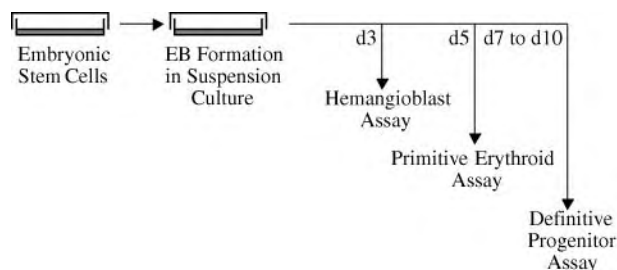 Embryonic
Stem Cells
EB Formation
in Suspension
Culture
d3
d5
d7 to d10
Hemangioblast
Assay
Primitive Erythroid
Assay
Definitive
Progenitor
Assay